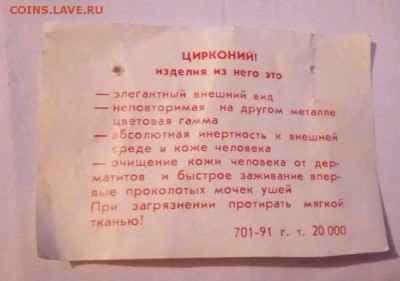 COINS.LAVE.RU
ЦИРКОНИЙ!
изделия из него это
— элегантный внешний вид
— неповторимая на другом металле
цветовая гамма
— абсолютная инертность к внешней
среде и коже человека
— очищение кожи человека от дер-
матитов и быстрое заживание впер-
вые проколотых мочек ушей
При загрязнении протирать мягкой
тканью!
701-91 г. т. 20 000